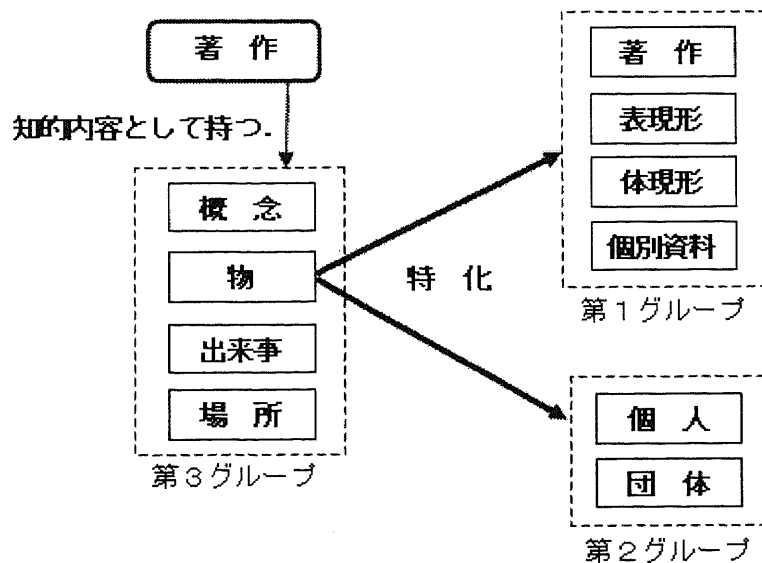 著 作
知的内容として持つ.
概 念
物
出来事
場 所
第3グループ
特 化
著 作
表現形
体現形
個別資料
第1グループ
個 人
団 体
第2グループ